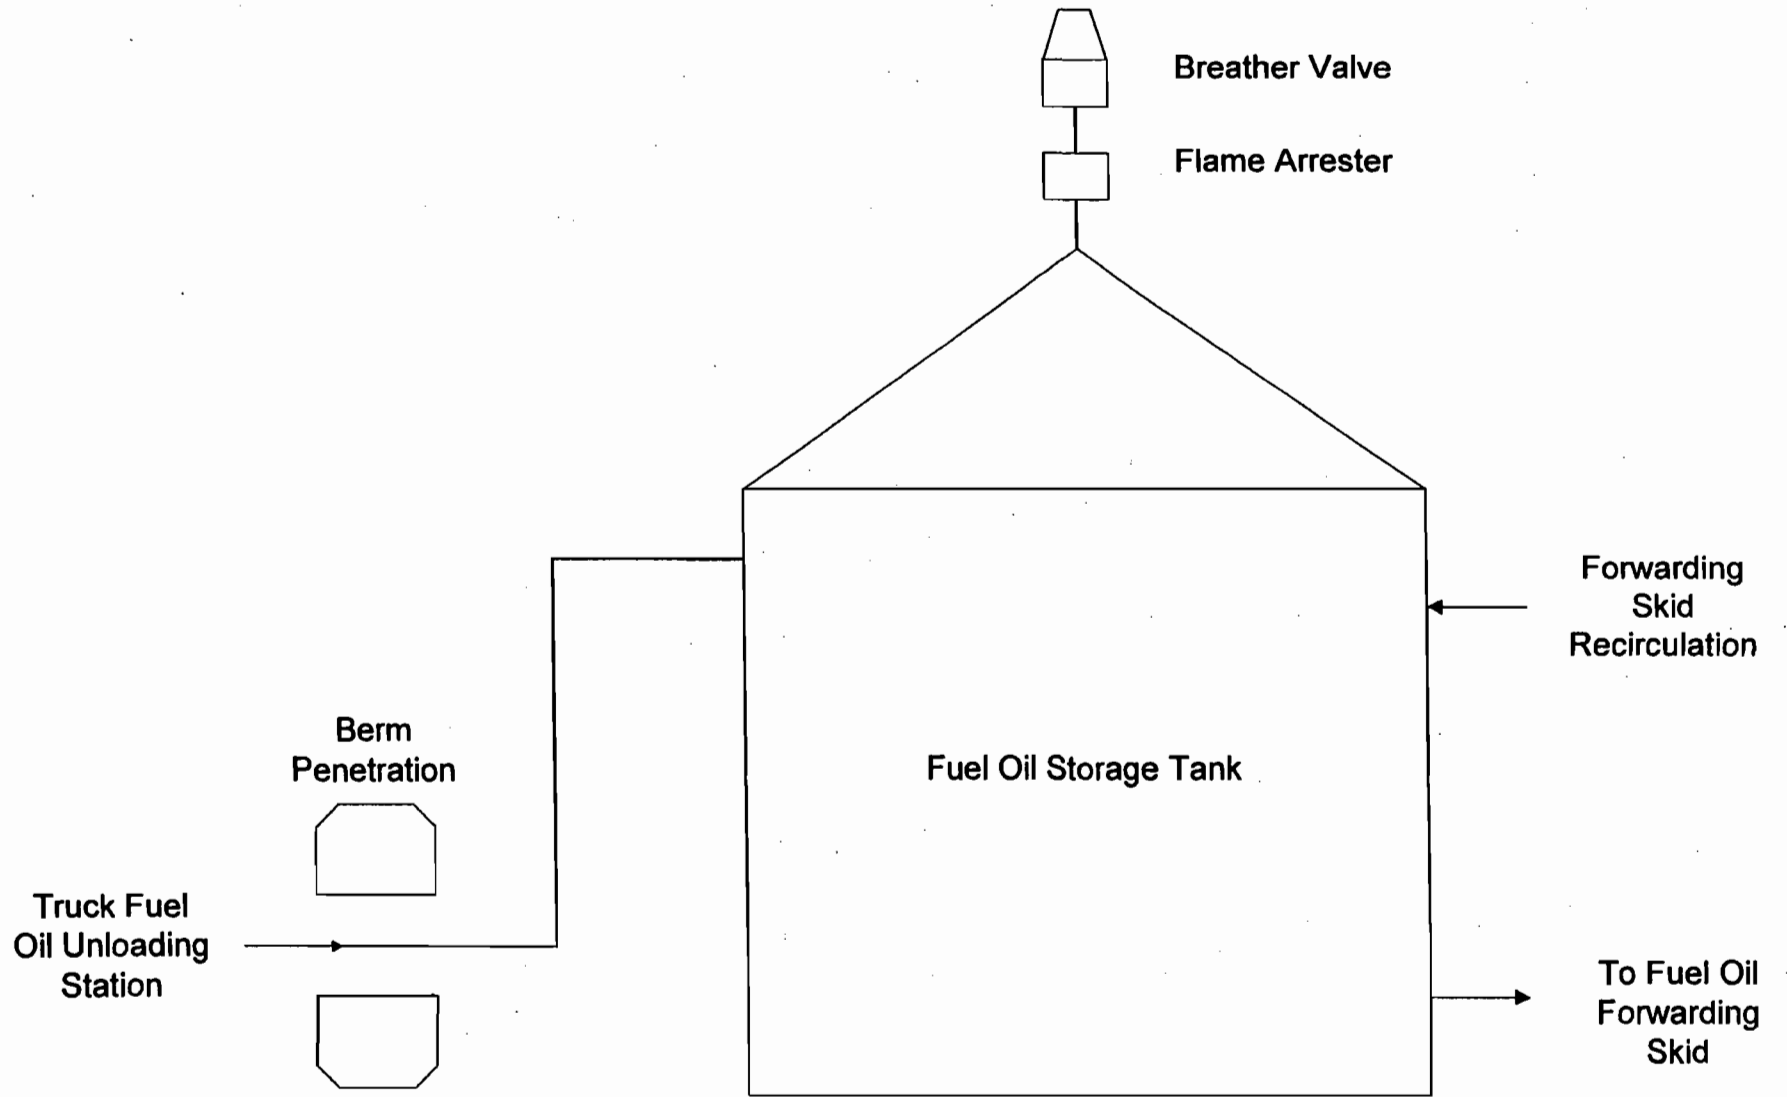 Breather Valve
Flame Arrester
Forwarding
Skid
Recirculation
Berm
Penetration
Fuel Oil Storage Tank
Truck Fuel
Oil Unloading
Station
To Fuel Oil
Forwarding
Skid